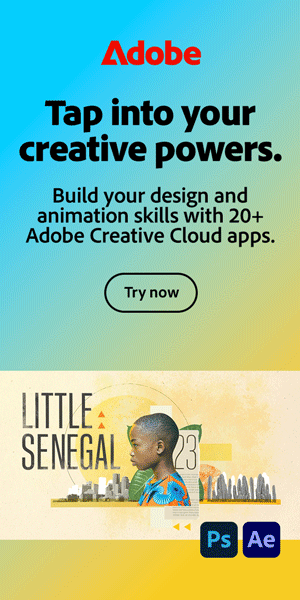 Adobe
Tap into your
creative powers.
Build your design and
animation skills with 20+
Adobe Creative Cloud apps.
Try now
LITTLE
SENEGAL
23
Ps
Ae